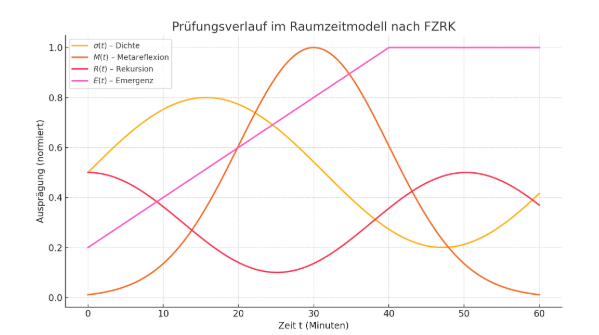 Prüfungsverlauf im Raumzeitmodell nach FZRK
σ(t) – Dichte
M(t) – Metareflexion
R(t) – Rekursion
E(t) – Emergenz
Ausprägung (normiert)
1.0
0.8
0.6
0.4
0.2
0.0
0 10 20 30 40 50 60
Zeit t (Minuten)